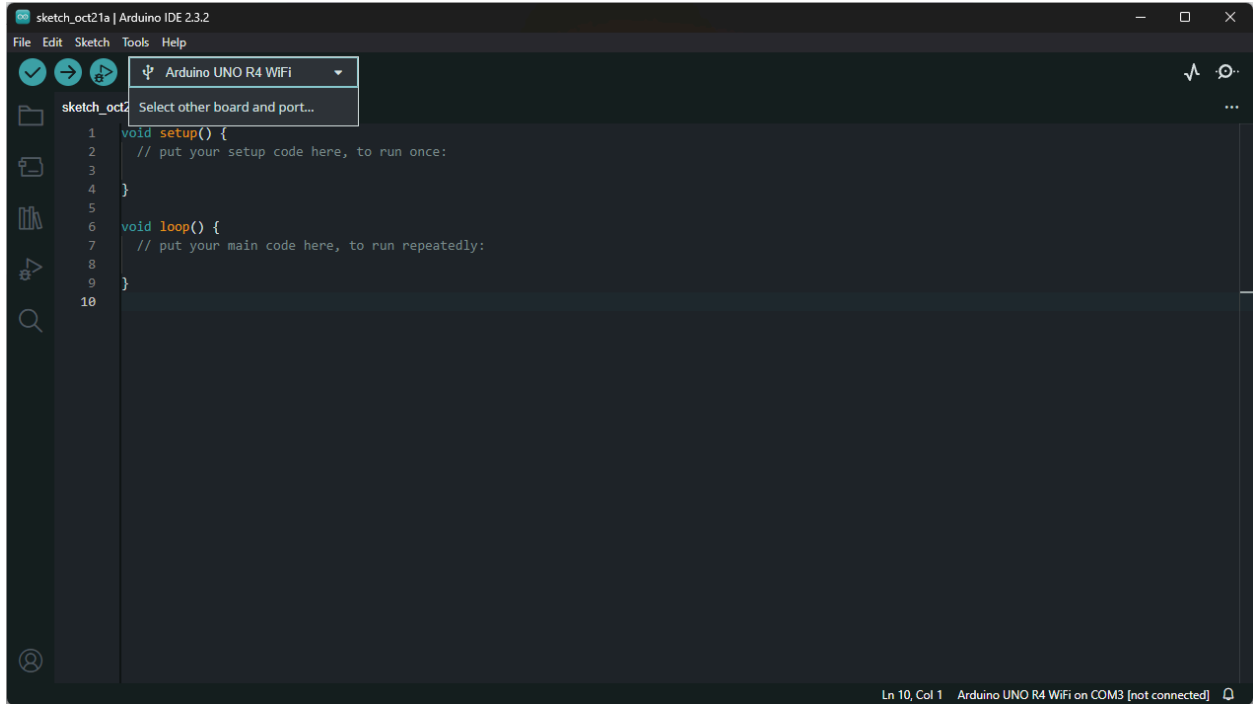 sketch_oct21a | Arduino IDE 2.3.2
File Edit Sketch Tools Help
Arduino UNO R4 WiFi
Select other board and port...
sketch_oct2
1 void setup() {
2 // put your setup code here, to run once:
3
4 }
5
6 void loop() {
7 // put your main code here, to run repeatedly:
8
9 }
10
Ln 10, Col 1 Arduino UNO R4 WiFi on COM3 [not connected]